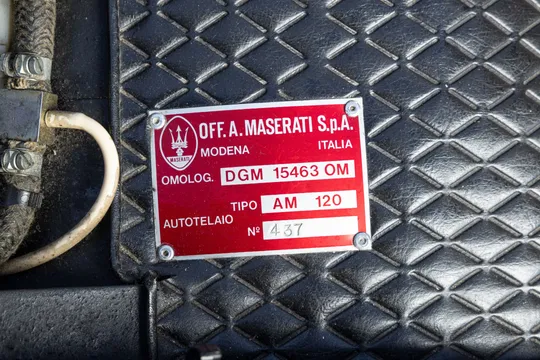 OFF. A. MASERATI S.p.A.
MODENA ITALIA
MASERATI
OMOLOG. DGM 15463 OM
TIPO AM 120
AUTOTELAIO
Nº 437